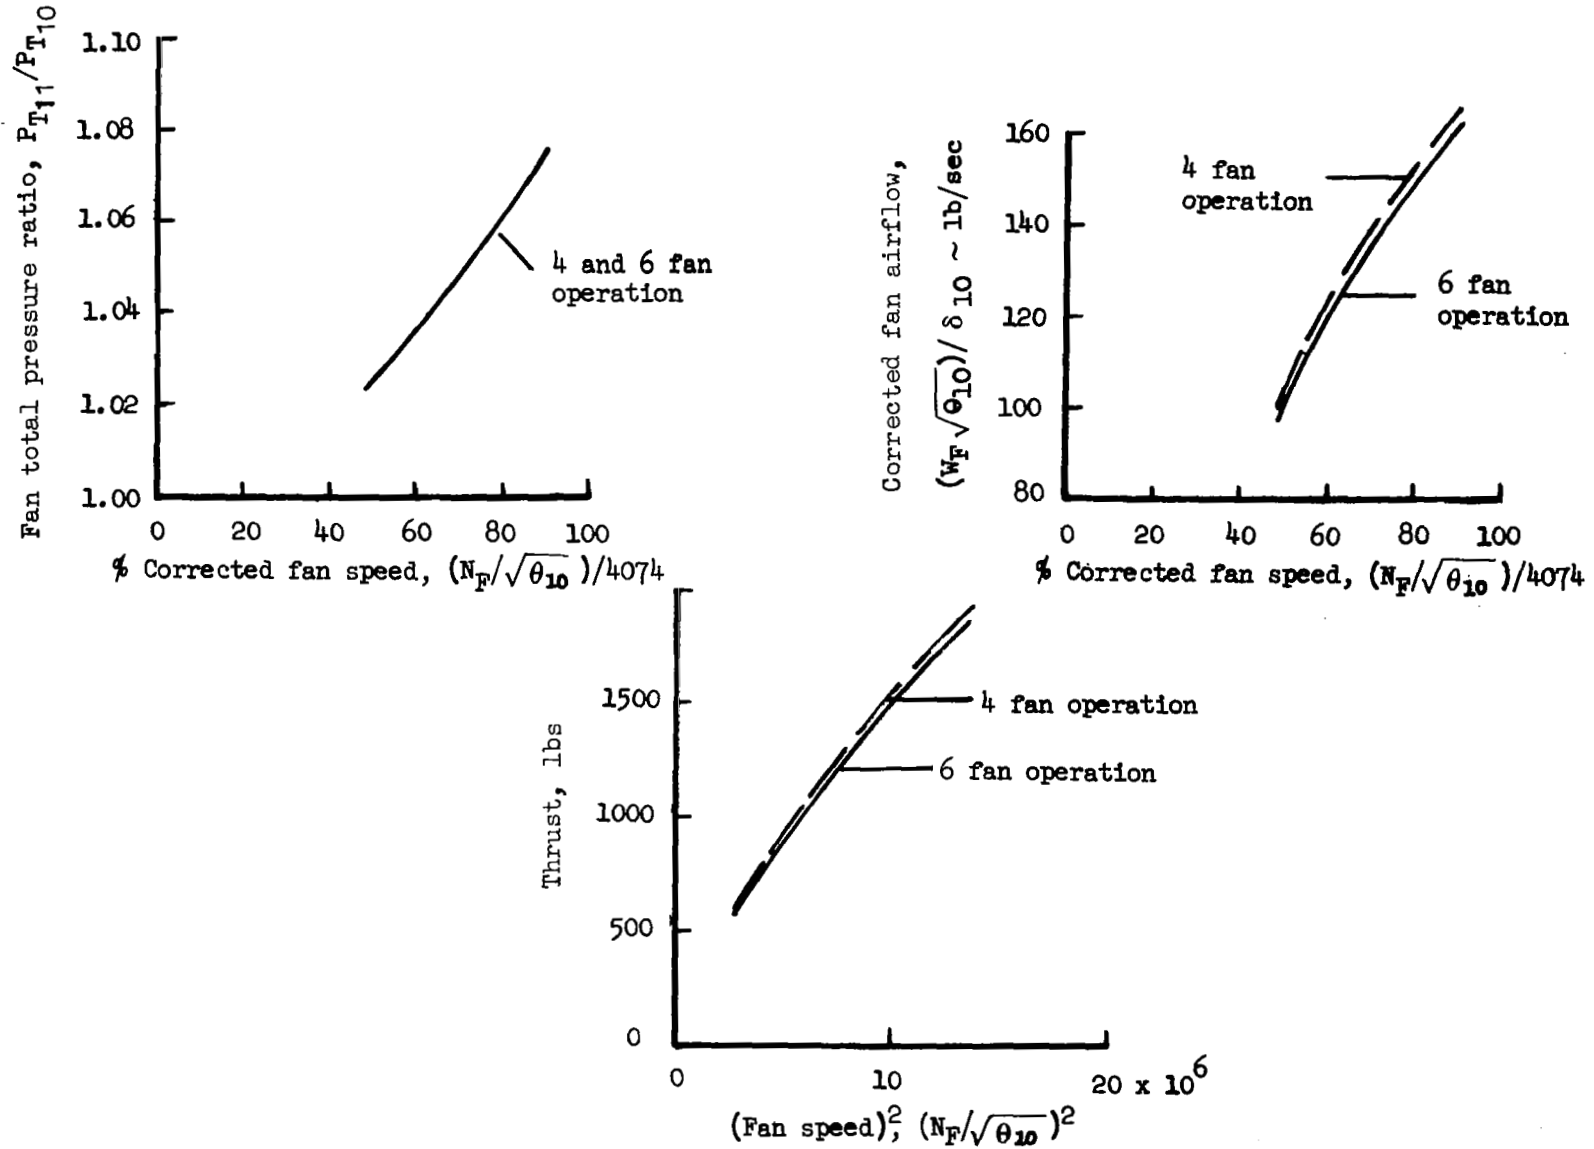 Fan total pressure ratio, P_T11/P_T10
1.10
1.08
1.06
1.04
1.02
1.00
0 20 40 60 80 100
% Corrected fan speed, (N_F/√θ10)/4074
4 and 6 fan
operation
Corrected fan airflow,
(W_F √θ10)/δ10 ~ lb/sec
160
140
120
100
80
0 20 40 60 80 100
% Corrected fan speed, (N_F/√θ10)/4074
4 fan
operation
6 fan
operation
Thrust, lbs
1500
1000
500
0
0 10 20 x 10^6
(Fan speed)^2, (N_F/√θ10)^2
4 fan operation
6 fan operation